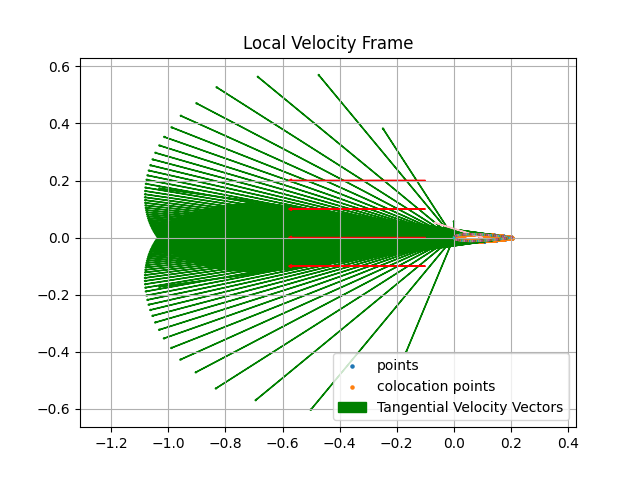 Local Velocity Frame
0.6
0.4
0.2
0.0
−0.2
−0.4
−0.6
−1.2 −1.0 −0.8 −0.6 −0.4 −0.2 0.0 0.2 0.4
points
colocation points
Tangential Velocity Vectors